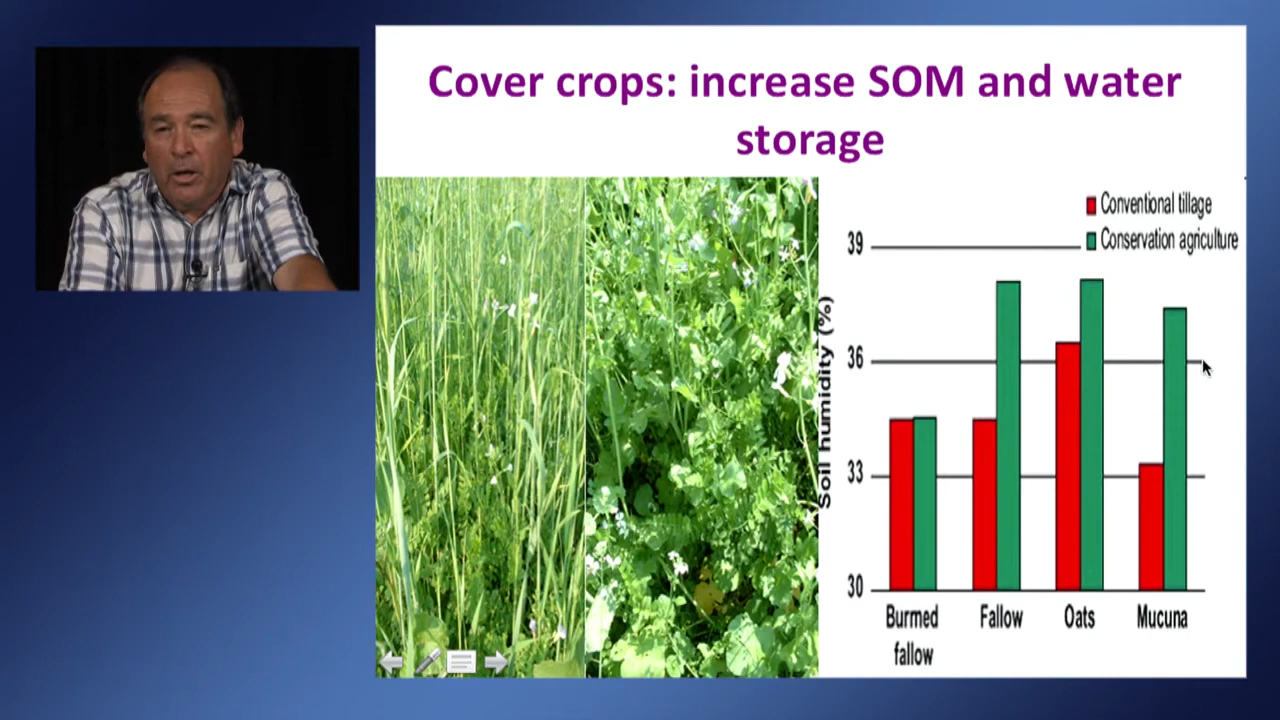 Cover crops: increase SOM and water
storage
Conventional tillage
Conservation agriculture
Soil humidity (%)
39
36
33
30
Burmed
fallow
Fallow
Oats
Mucuna